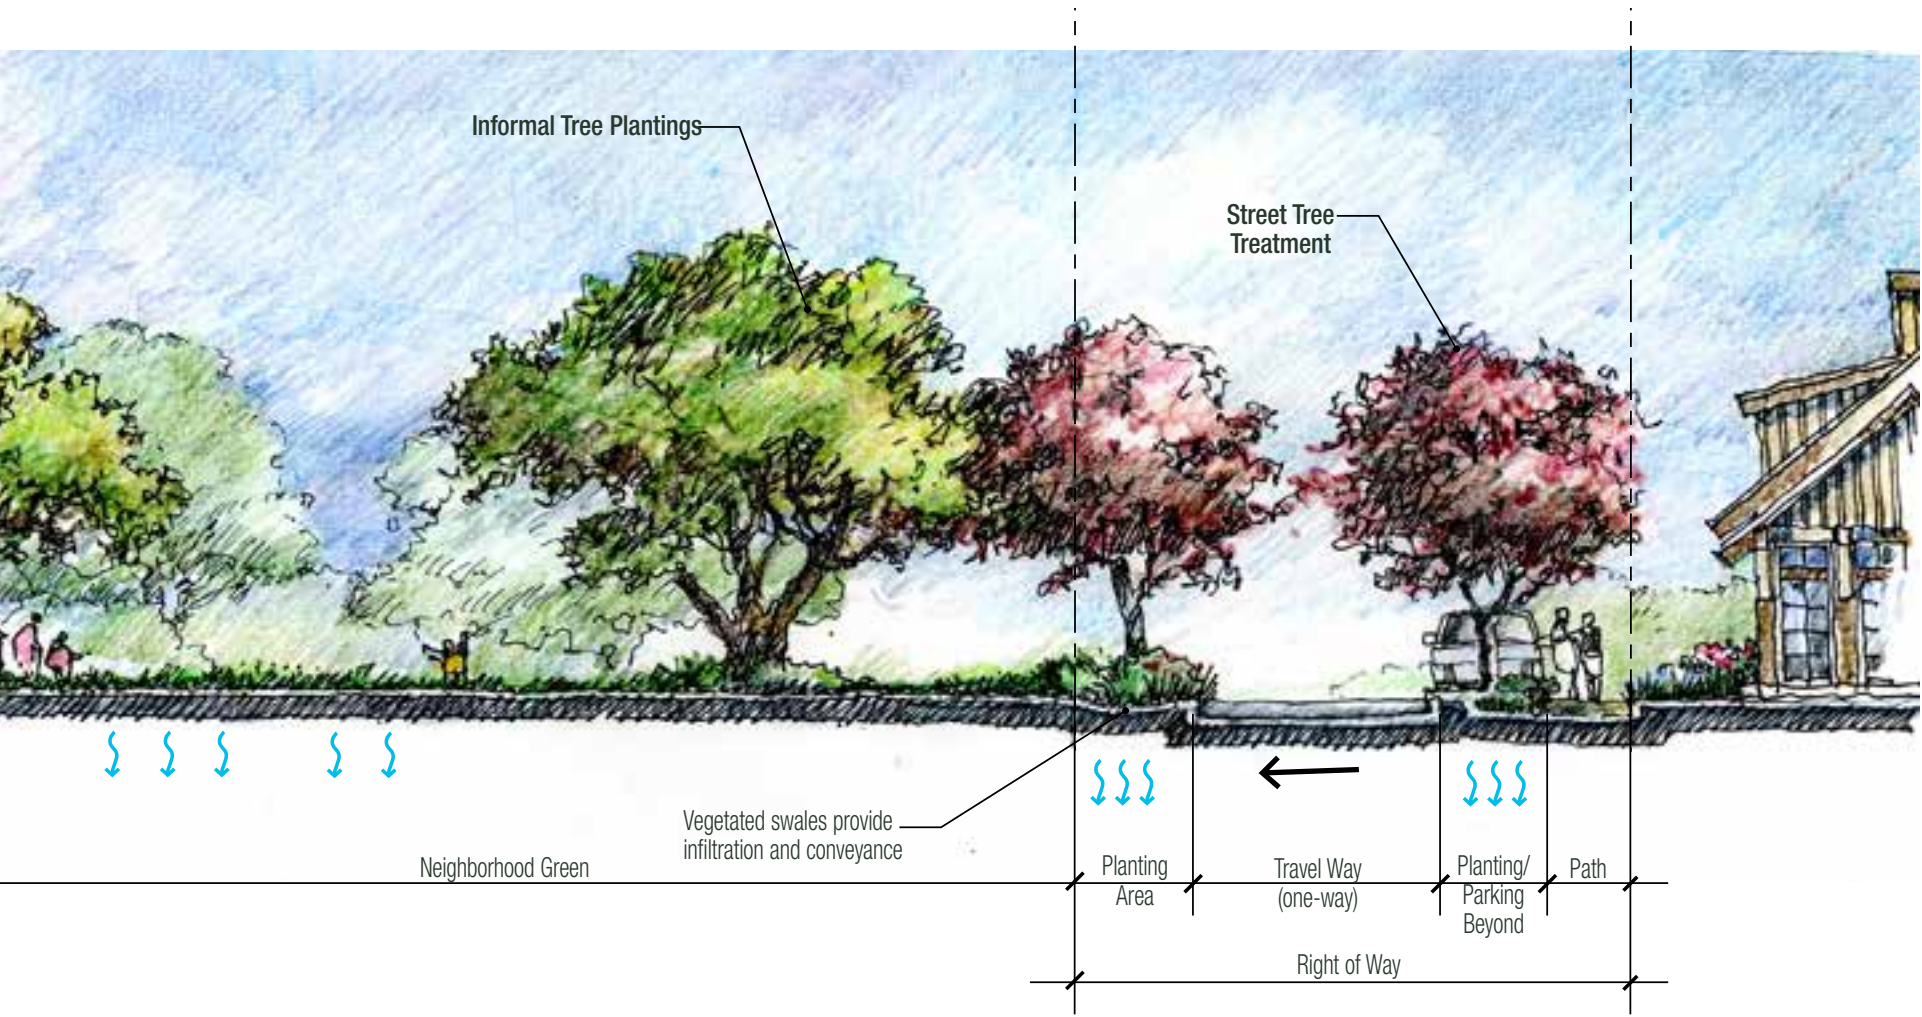 Informal Tree Plantings
Street Tree
Treatment
Vegetated swales provide
infiltration and conveyance
Neighborhood Green
Planting
Area
Travel Way
(one-way)
Planting/
Parking
Beyond
Path
Right of Way